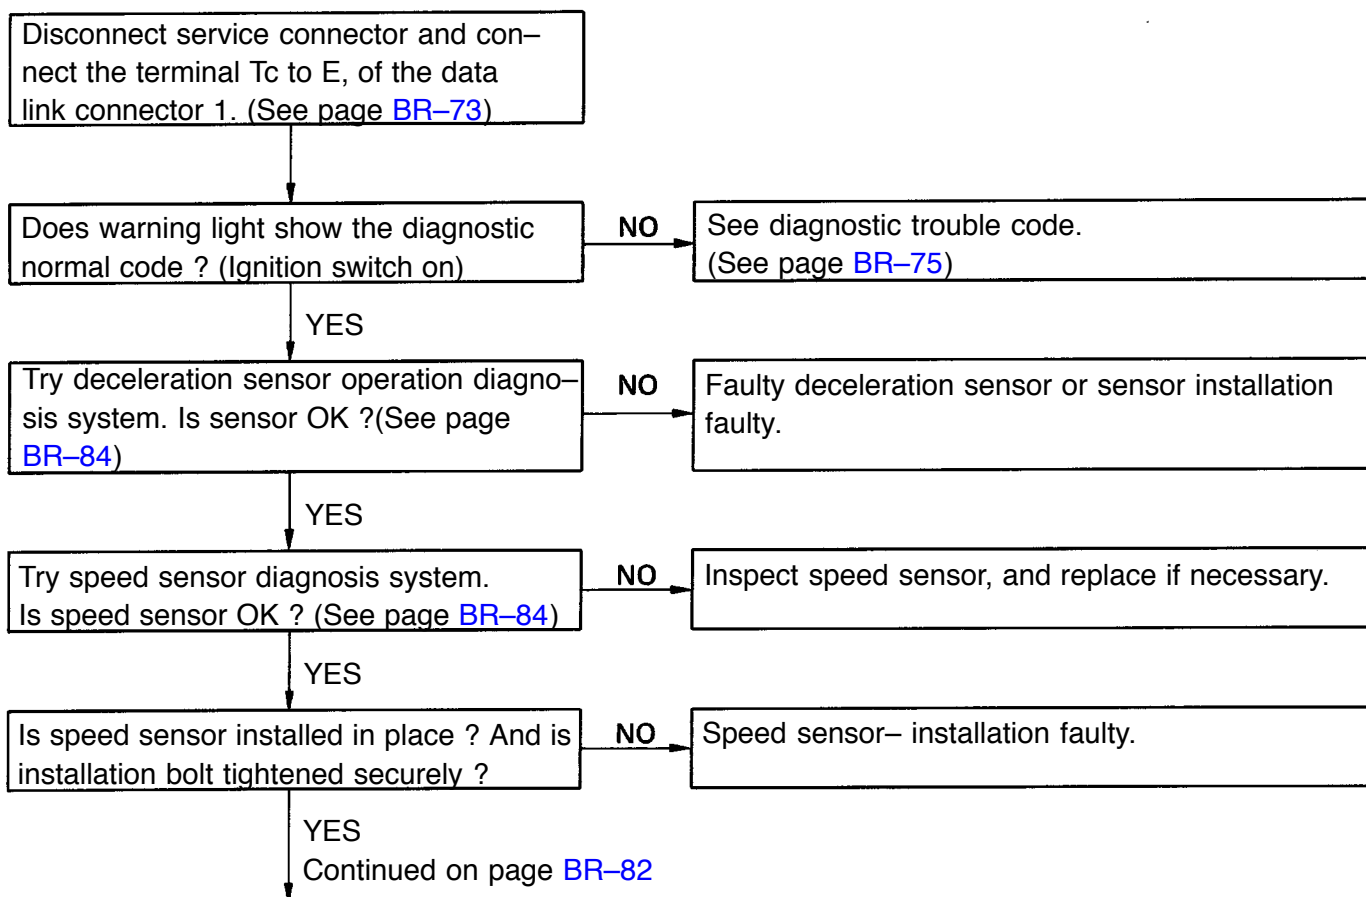 Disconnect service connector and con–
nect the terminal Tc to E, of the data
link connector 1. (See page BR–73)
Does warning light show the diagnostic
normal code ? (Ignition switch on)
NO
See diagnostic trouble code.
(See page BR–75)
YES
Try deceleration sensor operation diagno–
sis system. Is sensor OK ?(See page
BR–84)
NO
Faulty deceleration sensor or sensor installation
faulty.
YES
Try speed sensor diagnosis system.
Is speed sensor OK ? (See page BR–84)
NO
Inspect speed sensor, and replace if necessary.
YES
Is speed sensor installed in place ? And is
installation bolt tightened securely ?
NO
Speed sensor– installation faulty.
YES
Continued on page BR–82